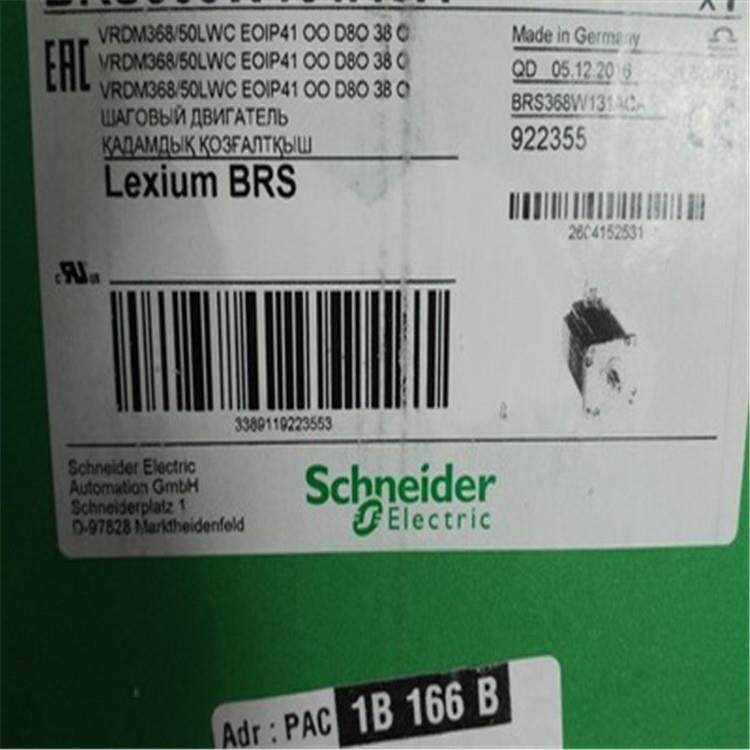 X1
EAC
VRDM368/50LWC EOIP41 OO D8O 38 O
VRDM368/50LWC EOIP41 OO D8O 38 O
VRDM368/50LWC EOIP41 OO D8O 38 O
ШАГОВЫЙ ДВИГАТЕЛЬ
ҚАДАМДЫҚ ҚОЗҒАЛТҚЫШ
Lexium BRS
Made in Germany
QD 05.12.2016
922355
2604152531
3389119223553
Schneider Electric
Automation GmbH
Schneiderplatz 1
D-97828 Marktheidenfeld
Schneider
Electric
Adr : PAC 1B 166 B